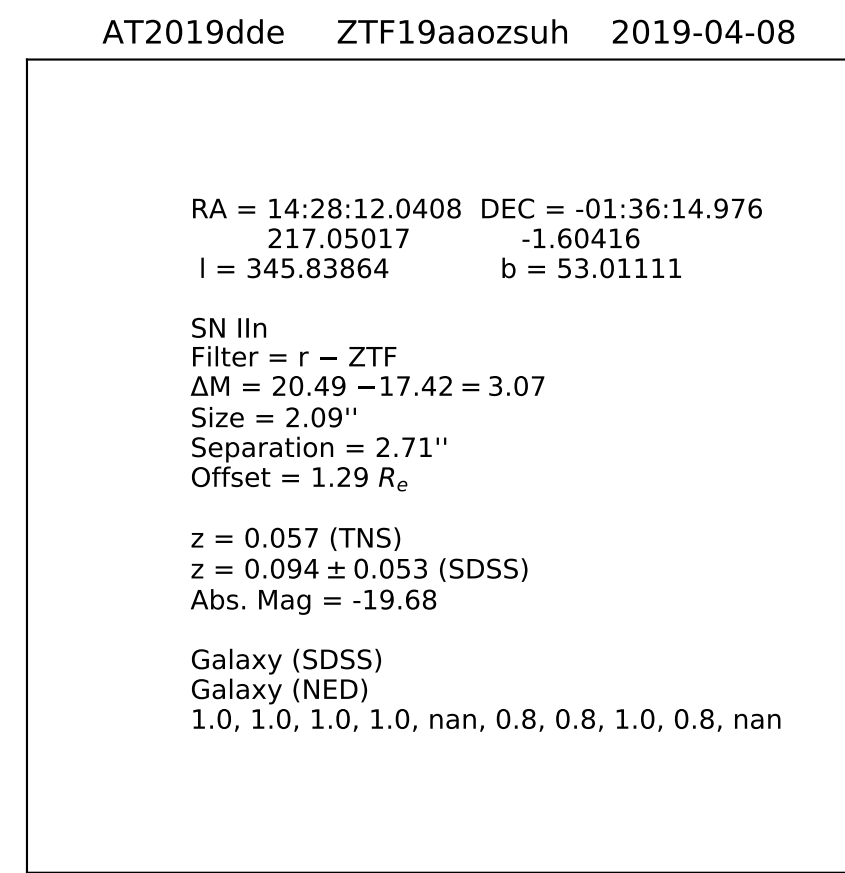 AT2019dde ZTF19aaozsuh 2019-04-08
RA = 14:28:12.0408 DEC = -01:36:14.976
217.05017 -1.60416
l = 345.83864 b = 53.01111
SN IIn
Filter = r − ZTF
ΔM = 20.49 −17.42 = 3.07
Size = 2.09''
Separation = 2.71''
Offset = 1.29 Rₑ
z = 0.057 (TNS)
z = 0.094 ± 0.053 (SDSS)
Abs. Mag = -19.68
Galaxy (SDSS)
Galaxy (NED)
1.0, 1.0, 1.0, 1.0, nan, 0.8, 0.8, 1.0, 0.8, nan